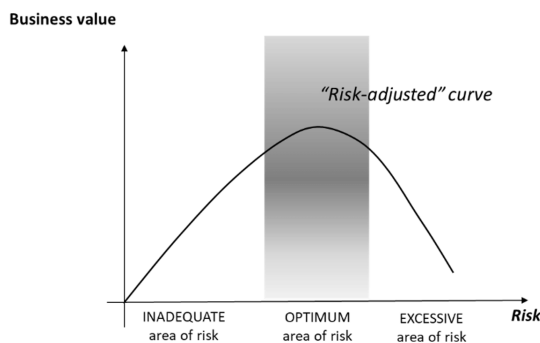 Business value
"Risk-adjusted" curve
INADEQUATE
area of risk
OPTIMUM
area of risk
EXCESSIVE
area of risk
Risk